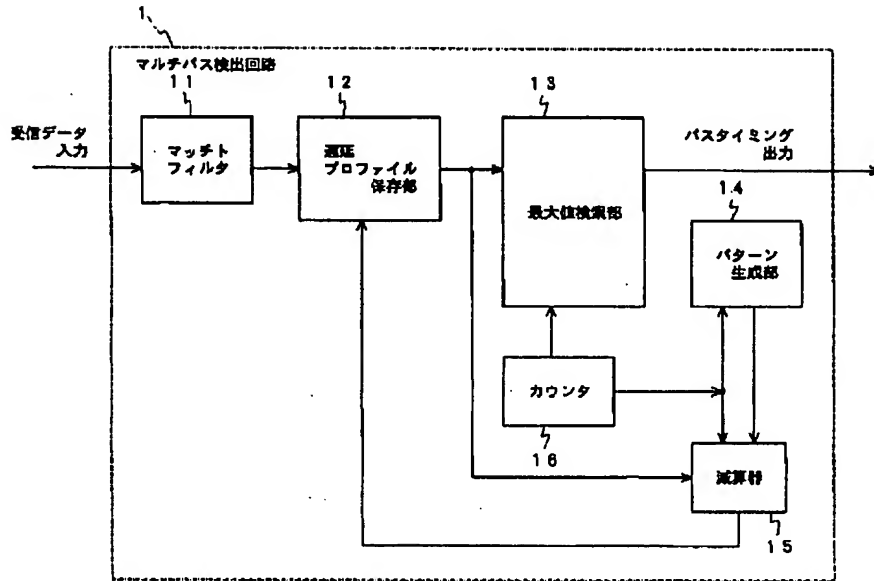 1
マルチパス検出回路
11
12
13
受信データ
入力
マッチト
フィルタ
遅延
プロファイル
保存部
最大値検索部
パスタイミング
出力
14
パターン
生成部
カウンタ
16
減算器
15